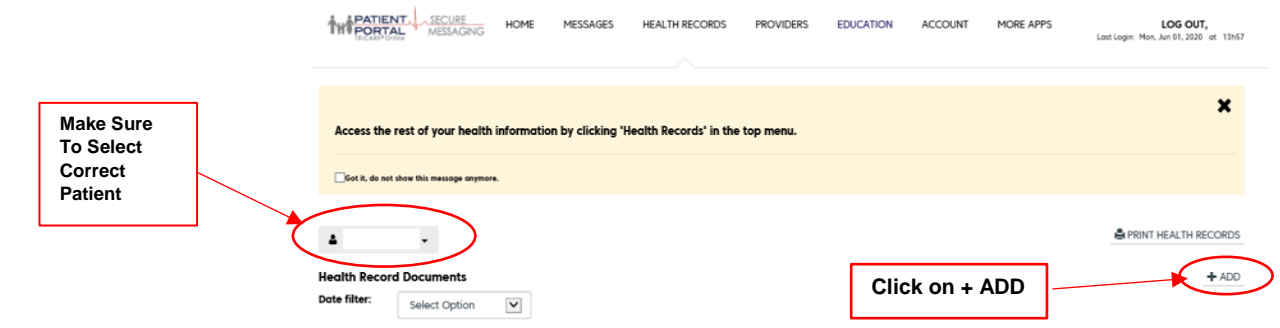 PATIENT PORTAL SECURE MESSAGING
TRICARE Online
HOME MESSAGES HEALTH RECORDS PROVIDERS EDUCATION ACCOUNT MORE APPS LOG OUT,
Last Login: Mon, Jun 01, 2020 at 13h57
Access the rest of your health information by clicking "Health Records" in the top menu.
Got it, do not show this message anymore.
Make Sure
To Select
Correct
Patient
PRINT HEALTH RECORDS
Health Record Documents
+ ADD
Click on + ADD
Date filter: Select Option